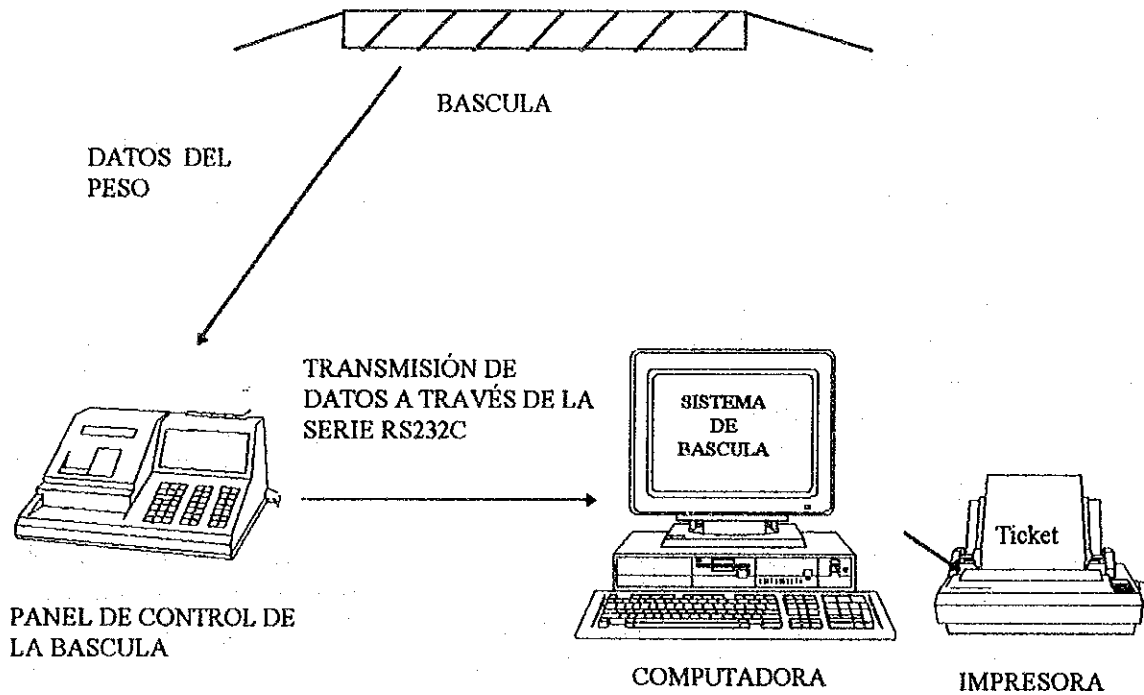 BASCULA
DATOS DEL
PESO
TRANSMISIÓN DE
DATOS A TRAVÉS DE LA
SERIE RS232C
SISTEMA
DE
BASCULA
Ticket
PANEL DE CONTROL DE
LA BASCULA
COMPUTADORA
IMPRESORA